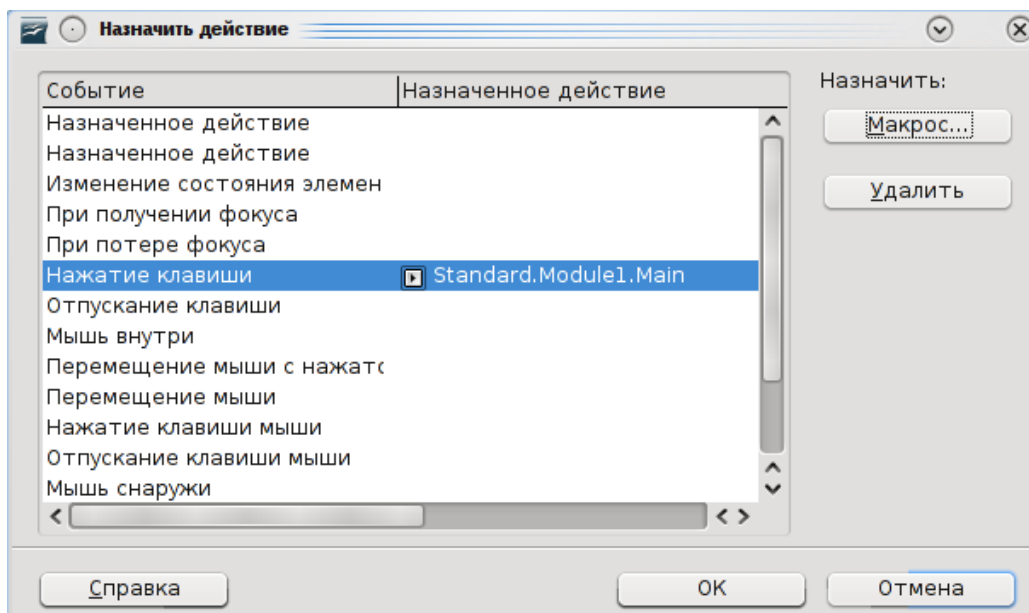 Назначить действие
Событие Назначенное действие
Назначить:
Назначенное действие
Макрос...
Назначенное действие
Изменение состояния элемен
Удалить
При получении фокуса
При потере фокуса
Нажатие клавиши Standard.Module1.Main
Отпускание клавиши
Мышь внутри
Перемещение мыши с нажато
Перемещение мыши
Нажатие клавиши мыши
Отпускание клавиши мыши
Мышь снаружи
Справка OK Отмена